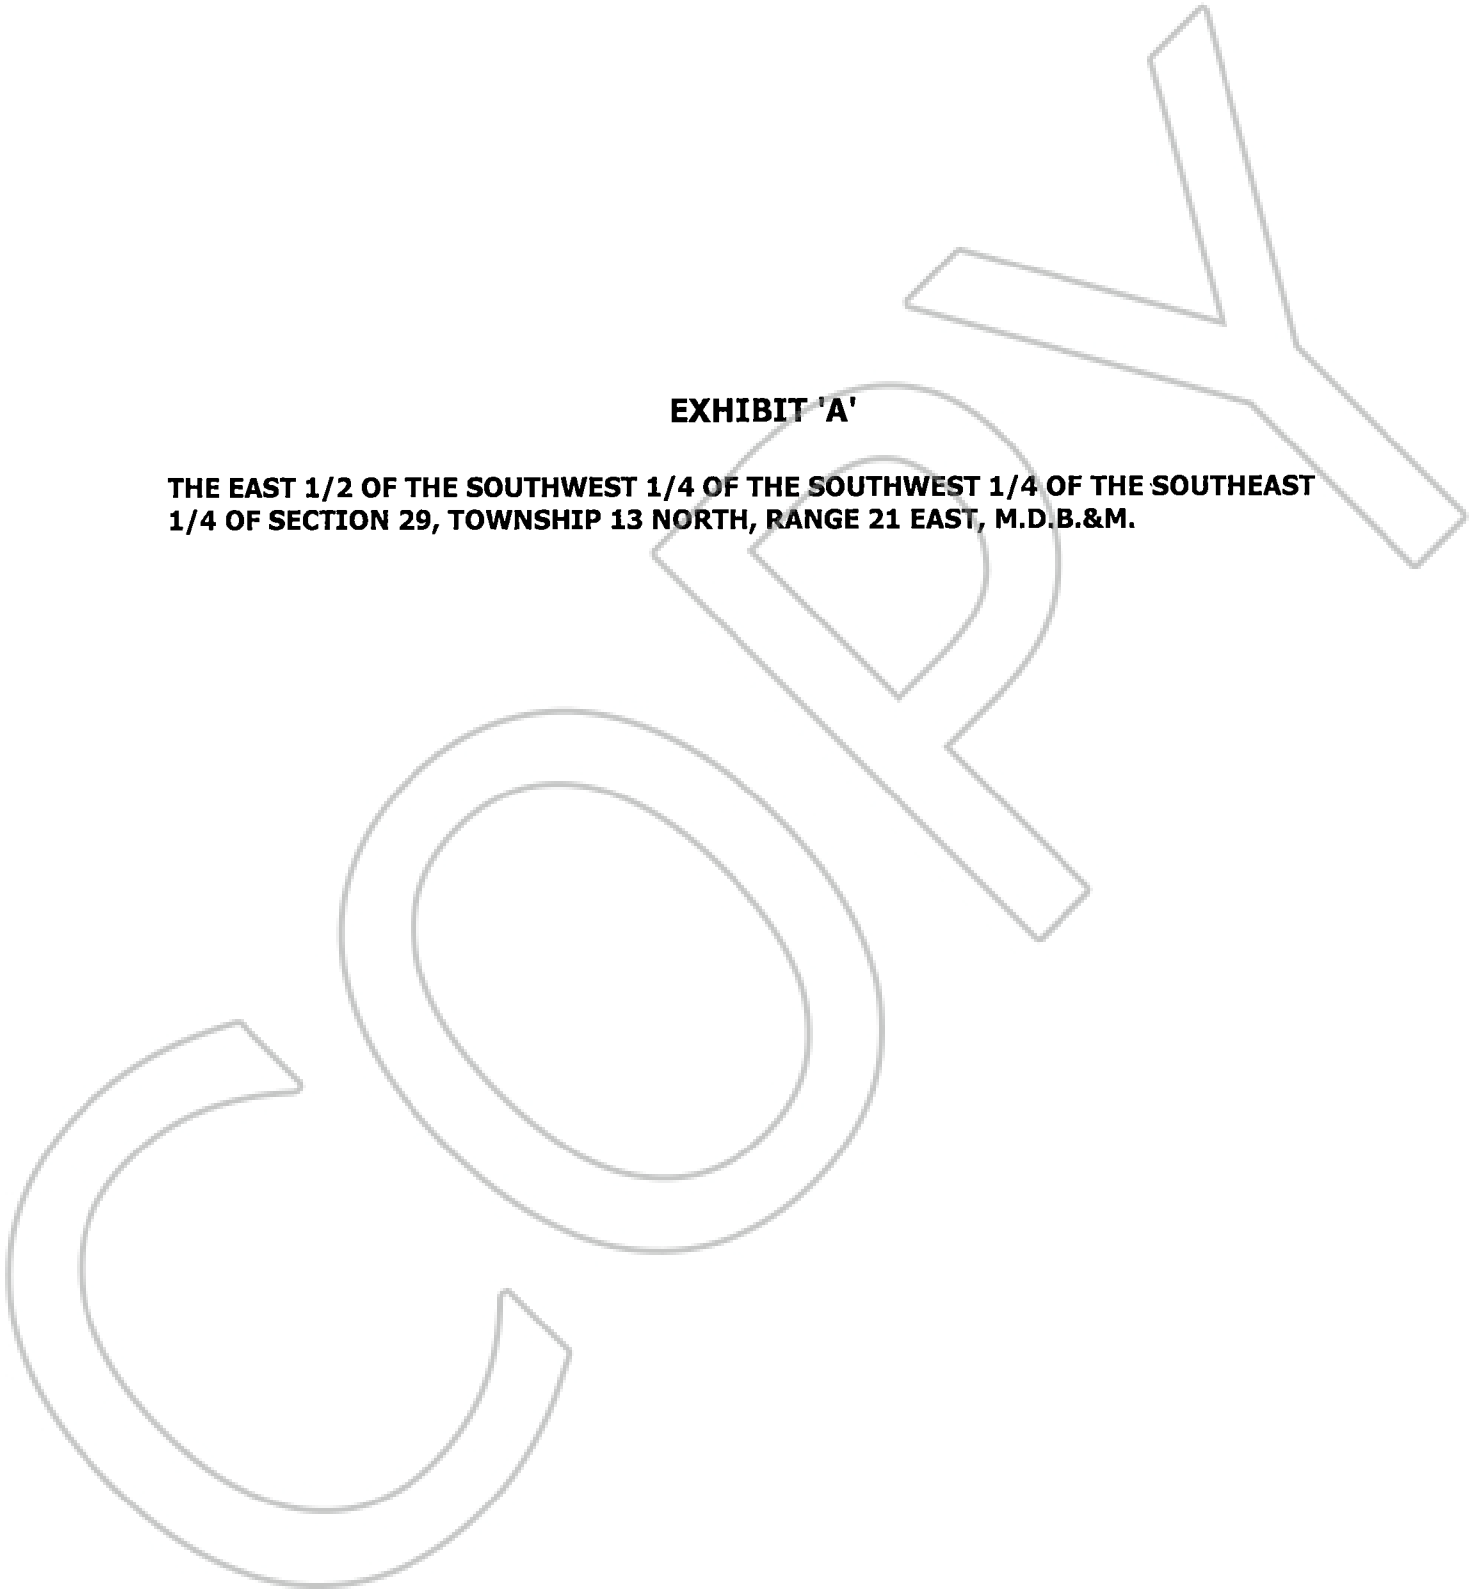 EXHIBIT 'A'
THE EAST 1/2 OF THE SOUTHWEST 1/4 OF THE SOUTHWEST 1/4 OF THE SOUTHEAST
1/4 OF SECTION 29, TOWNSHIP 13 NORTH, RANGE 21 EAST, M.D.B.&M.
COPY